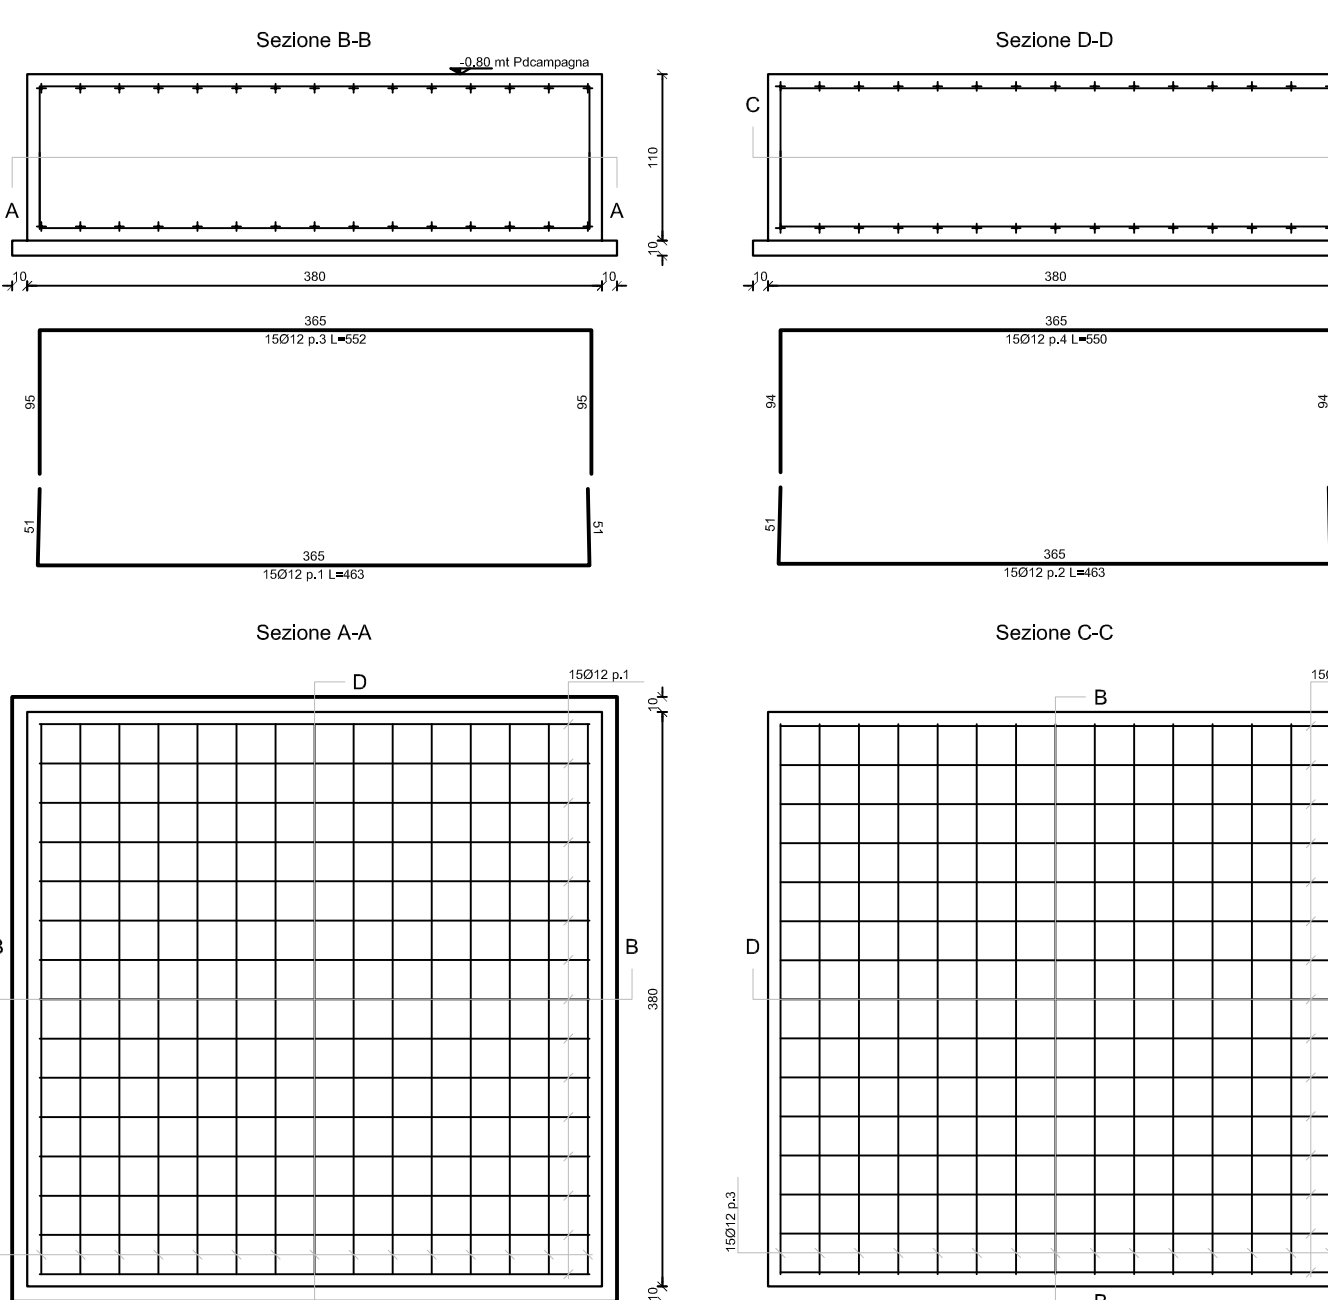 Sezione B-B
Sezione D-D
-0.80 mt Pdcampagna
C
110
A
A
10
10
380
10
10
380
365
15Ø12 p.3 L=552
365
15Ø12 p.4 L=550
95
95
94
94
51
51
51
365
15Ø12 p.1 L=463
365
15Ø12 p.2 L=463
Sezione A-A
Sezione C-C
15Ø12 p.1
D
10
B
B
B
D
380
15Ø12 p.3
10